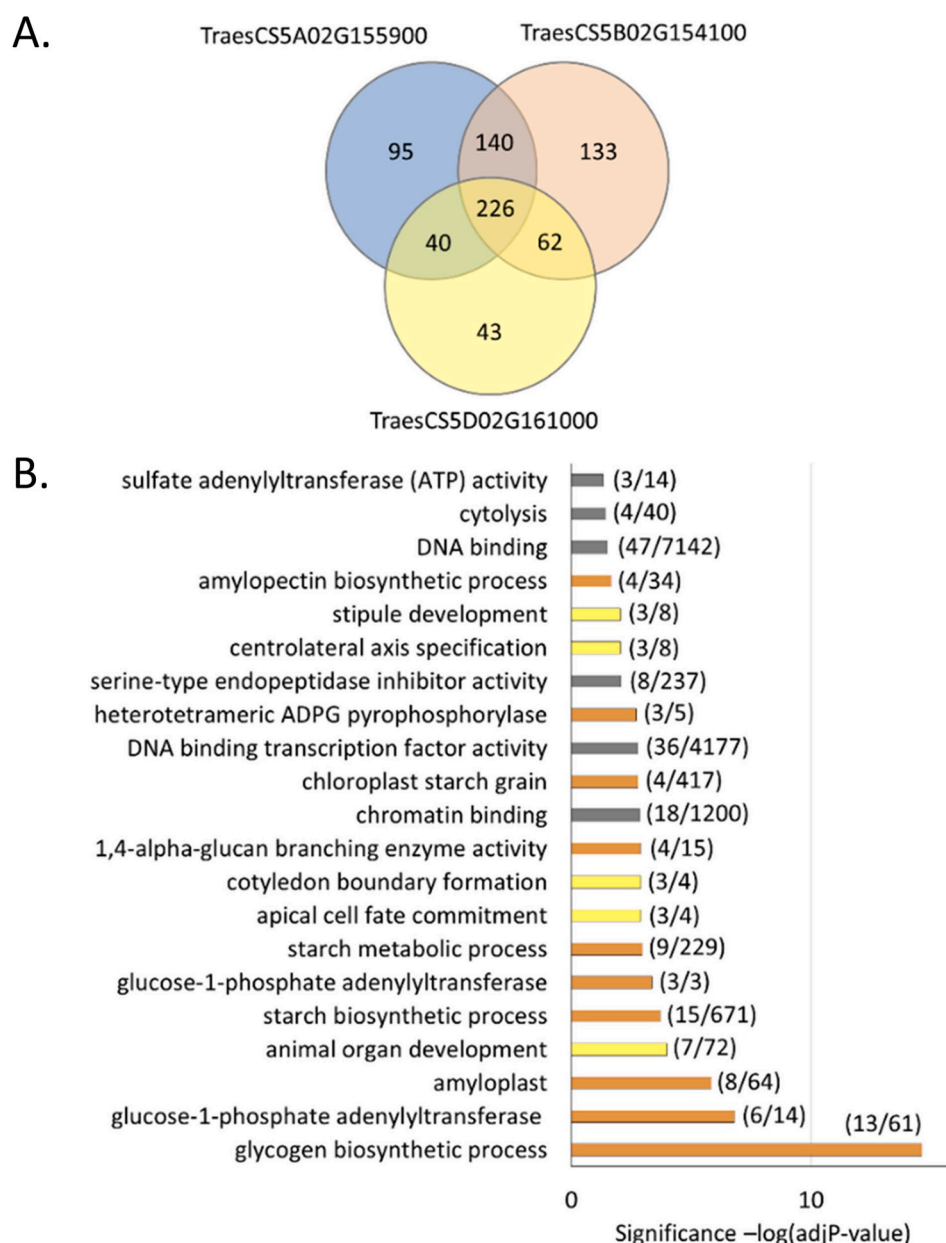 A.
TraesCS5A02G155900
TraesCS5B02G154100
95
140
133
226
40
62
43
TraesCS5D02G161000
B.
sulfate adenylyltransferase (ATP) activity (3/14)
cytolysis (4/40)
DNA binding (47/7142)
amylopectin biosynthetic process (4/34)
stipule development (3/8)
centrolateral axis specification (3/8)
serine-type endopeptidase inhibitor activity (8/237)
heterotetrameric ADPG pyrophosphorylase (3/5)
DNA binding transcription factor activity (36/4177)
chloroplast starch grain (4/417)
chromatin binding (18/1200)
1,4-alpha-glucan branching enzyme activity (4/15)
cotyledon boundary formation (3/4)
apical cell fate commitment (3/4)
starch metabolic process (9/229)
glucose-1-phosphate adenylyltransferase (3/3)
starch biosynthetic process (15/671)
animal organ development (7/72)
amyloplast (8/64)
glucose-1-phosphate adenylyltransferase (6/14)
glycogen biosynthetic process (13/61)
0 10
Significance –log(adjP-value)